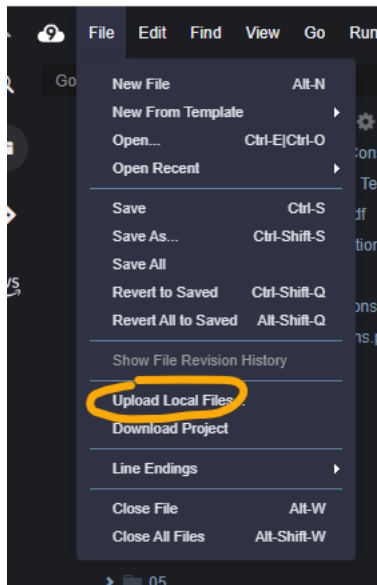 9 File Edit Find View Go Run
Go
New File Alt-N
New From Template
Open... Ctrl-E|Ctrl-O
Open Recent
Save Ctrl-S
Save As... Ctrl-Shift-S
Save All
Revert to Saved Ctrl-Shift-Q
Revert All to Saved Alt-Shift-Q
Show File Revision History
Upload Local Files...
Download Project
Line Endings
Close File Alt-W
Close All Files Alt-Shift-W
05